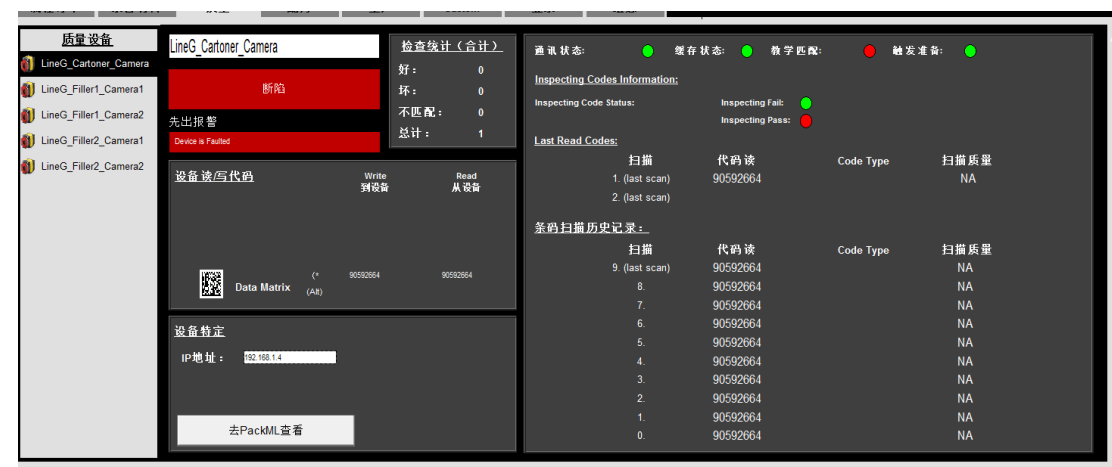 质量设备
LineG_Cartoner_Camera
LineG_Filler1_Camera1
LineG_Filler1_Camera2
LineG_Filler2_Camera1
LineG_Filler2_Camera2
LineG_Cartoner_Camera
断陷
先出报警
Device is Faulted
检查统计（合计）
好： 0
坏： 0
不匹配： 0
总计： 1
设备读/写代码
Write 到设备
Read 从设备
Data Matrix (* (Alt) 90592664 90592664
设备特定
IP地址： 192.168.1.4
去PackML查看
通讯状态: 缓存状态: 教学匹配: 触发准备:
Inspecting Codes Information:
Inspecting Code Status: Inspecting Fail:
Inspecting Pass:
Last Read Codes:
扫描 代码读 Code Type 扫描质量
1. (last scan) 90592664 NA
2. (last scan)
条码扫描历史记录：
扫描 代码读 Code Type 扫描质量
9. (last scan) 90592664 NA
8. 90592664 NA
7. 90592664 NA
6. 90592664 NA
5. 90592664 NA
4. 90592664 NA
3. 90592664 NA
2. 90592664 NA
1. 90592664 NA
0. 90592664 NA